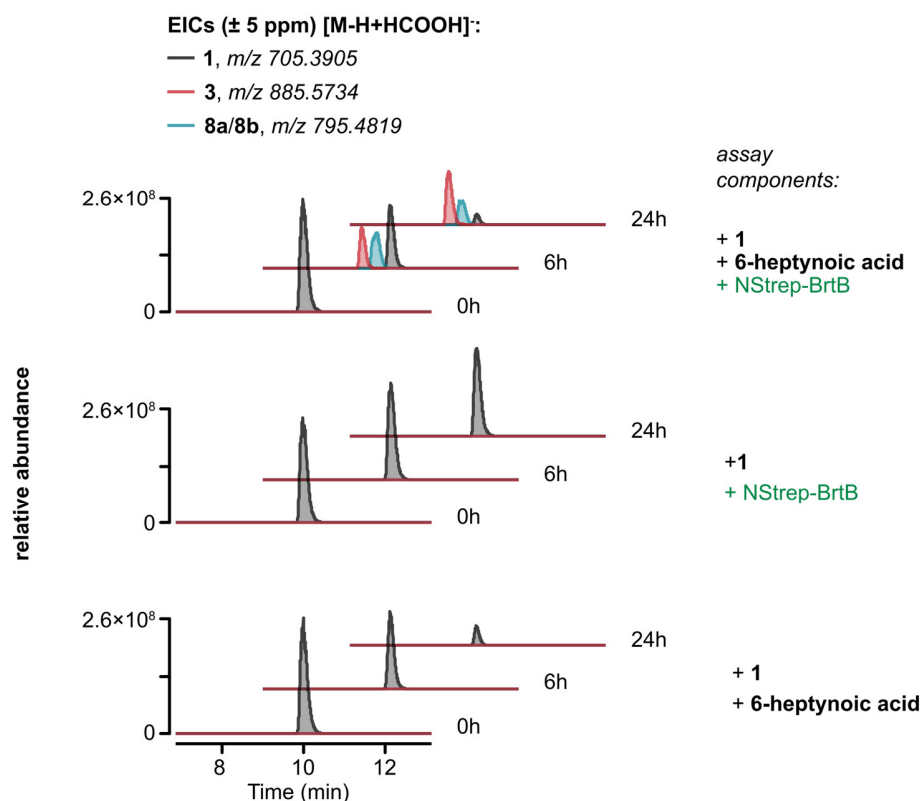 EICs (± 5 ppm) [M-H+HCOOH]⁻:
1, m/z 705.3905
3, m/z 885.5734
8a/8b, m/z 795.4819
assay
components:
2.6×10⁸
24h
+ 1
6h
+ 6-heptynoic acid
+ NStrep-BrtB
0
0h
relative abundance
2.6×10⁸
24h
+1
6h
+ NStrep-BrtB
0
0h
2.6×10⁸
24h
+ 1
6h
+ 6-heptynoic acid
0
0h
8 10 12
Time (min)